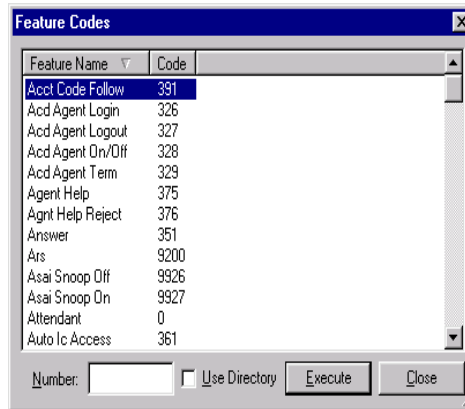 Feature Codes
Feature Name Code
Acct Code Follow 391
Acd Agent Login 326
Acd Agent Logout 327
Acd Agent On/Off 328
Acd Agent Term 329
Agent Help 375
Agnt Help Reject 376
Answer 351
Ars 9200
Asai Snoop Off 9926
Asai Snoop On 9927
Attendant 0
Auto Ic Access 361
Number: Use Directory Execute Close